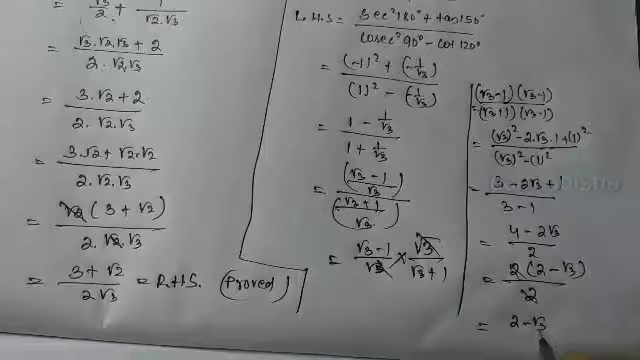 √3/2 + 1/√2.√3
= √3.√2.√3 + 2 / 2.√2.√3
= 3.√2 + 2 / 2.√2.√3
= 3.√2 + √2.√2 / 2.√2.√3
= √2 (3 + √2) / 2.√2.√3
= 3 + √2 / 2√3 = R.H.S. (Proved)
L.H.S = sec²180° + tan150° / cosec²90° - cot120°
= (-1)² + (-1/√3) / (1)² - (-1/√3)
= 1 - 1/√3 / 1 + 1/√3
= (√3 - 1 / √3) / (√3 + 1 / √3)
= √3 - 1 / √3 × √3 / √3 + 1
= (√3-1) (√3-1) / (√3+1) (√3-1)
= (√3)² - 2.√3.1 + (1)² / (√3)² - (1)²
= 3 - 2√3 + 1 / 3 - 1
= 4 - 2√3 / 2
= 2 (2 - √3) / 2
= 2 - √3